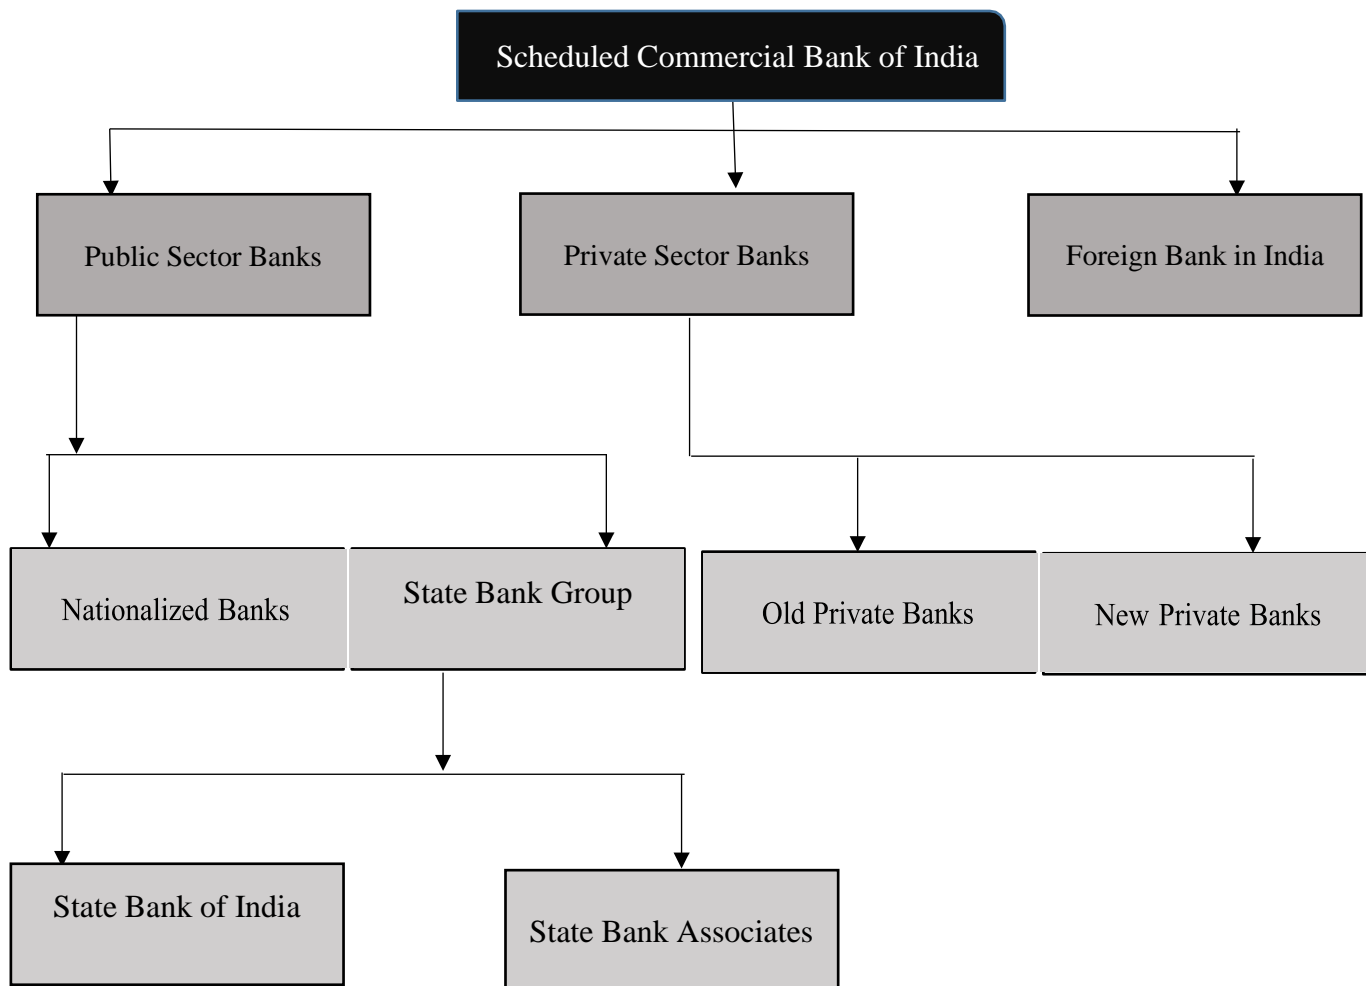 Scheduled Commercial Bank of India
Public Sector Banks
Private Sector Banks
Foreign Bank in India
Nationalized Banks
State Bank Group
Old Private Banks
New Private Banks
State Bank of India
State Bank Associates